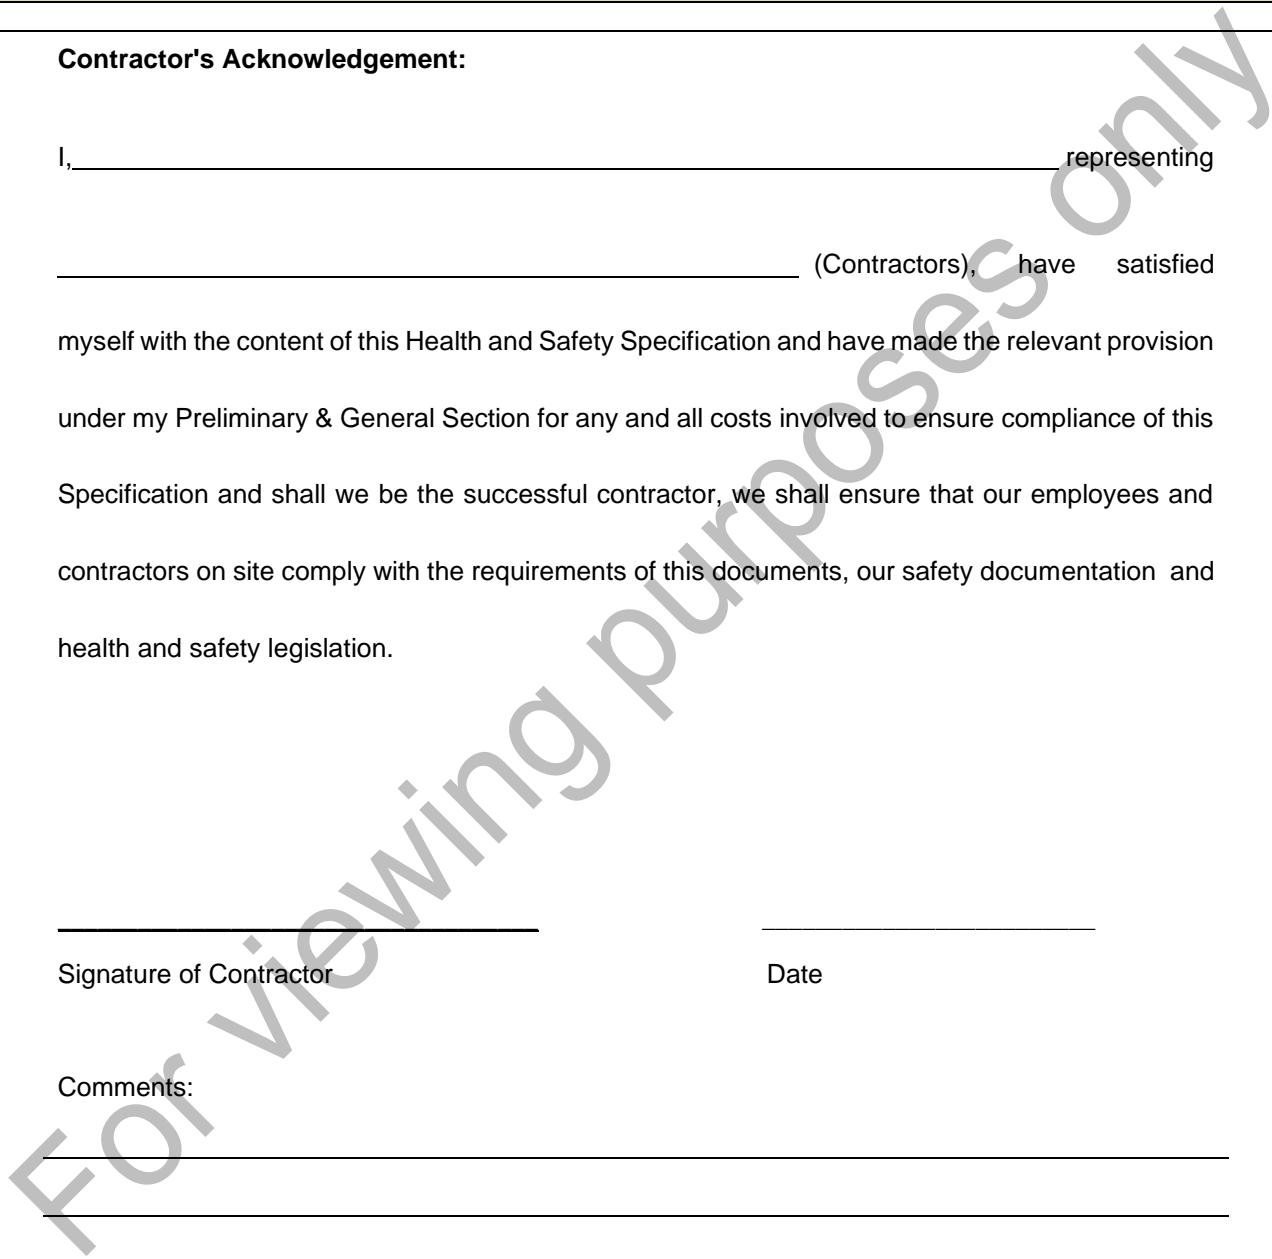 Contractor's Acknowledgement:
I,___________________________________________ representing
___________________________________________ (Contractors), have satisfied
myself with the content of this Health and Safety Specification and have made the relevant provision
under my Preliminary & General Section for any and all costs involved to ensure compliance of this
Specification and shall we be the successful contractor, we shall ensure that our employees and
contractors on site comply with the requirements of this documents, our safety documentation and
health and safety legislation.
Signature of Contractor Date
Comments:
For viewing purposes only